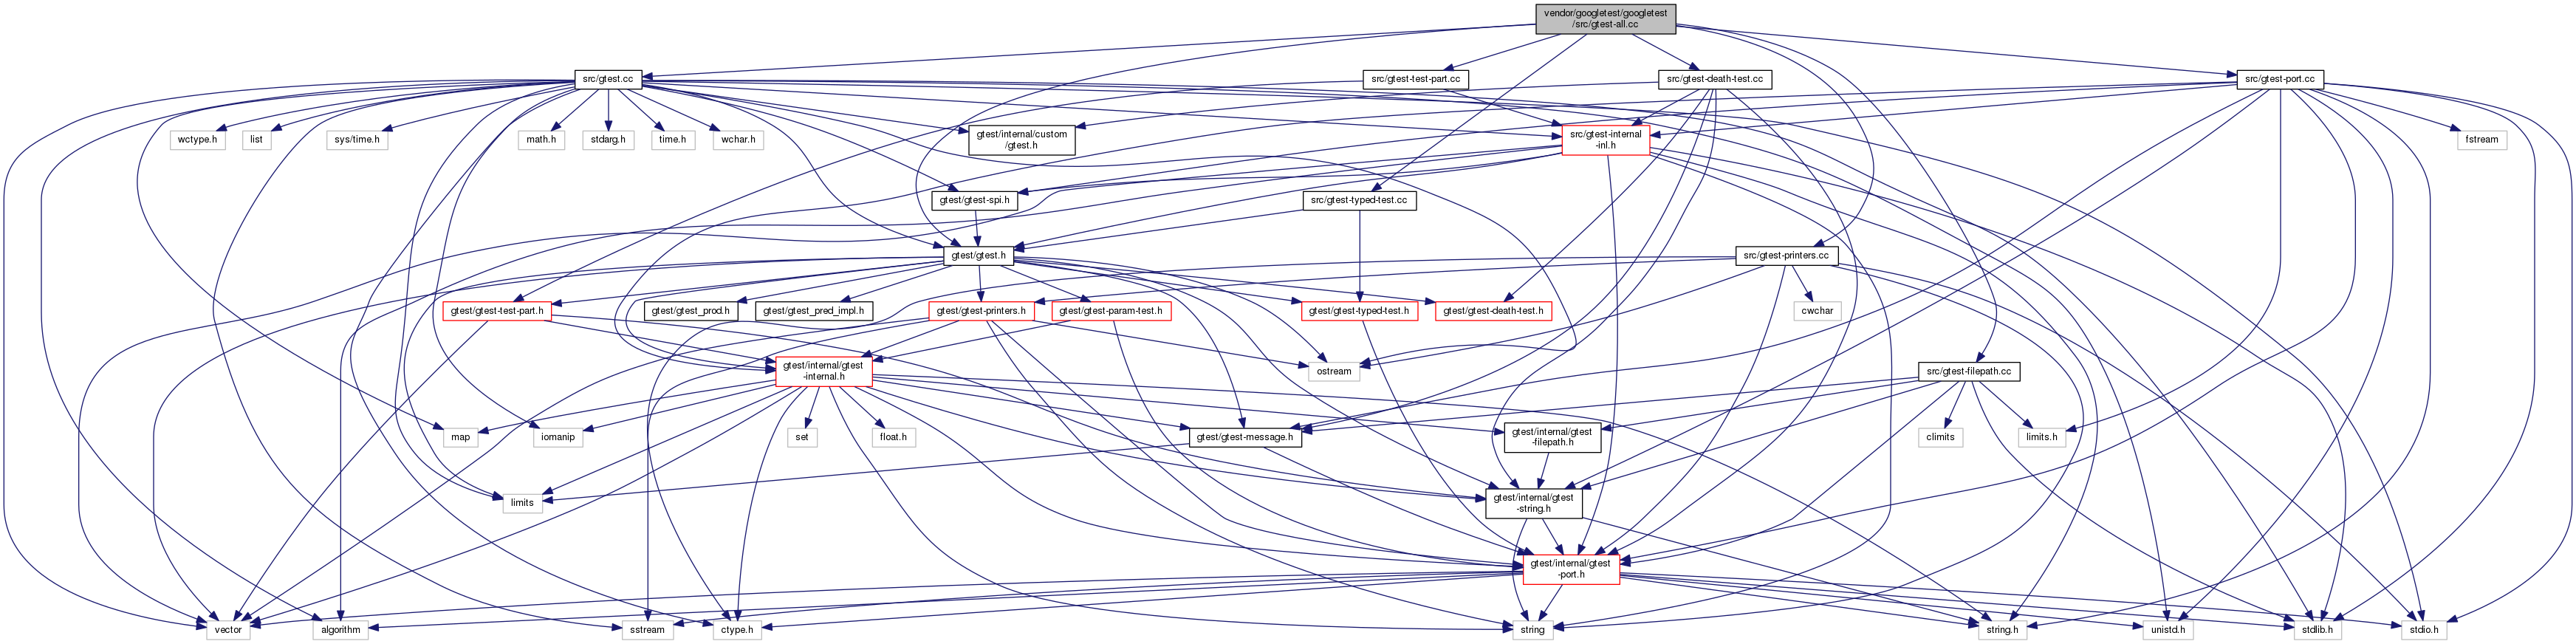 vendor/googletest/googletest
/src/gtest-all.cc
src/gtest.cc
src/gtest-test-part.cc
src/gtest-death-test.cc
src/gtest-port.cc
wctype.h
list
sys/time.h
math.h
stdarg.h
time.h
wchar.h
gtest/internal/custom
/gtest.h
src/gtest-internal
-inl.h
fstream
gtest/gtest-spi.h
src/gtest-typed-test.cc
gtest/gtest.h
src/gtest-printers.cc
gtest/gtest-test-part.h
gtest/gtest_prod.h
gtest/gtest_pred_impl.h
gtest/gtest-printers.h
gtest/gtest-param-test.h
gtest/gtest-typed-test.h
gtest/gtest-death-test.h
cwchar
gtest/internal/gtest
-internal.h
ostream
src/gtest-filepath.cc
map
iomanip
set
float.h
gtest/gtest-message.h
gtest/internal/gtest
-filepath.h
climits
limits.h
limits
gtest/internal/gtest
-string.h
gtest/internal/gtest
-port.h
vector
algorithm
sstream
ctype.h
string
string.h
unistd.h
stdlib.h
stdio.h